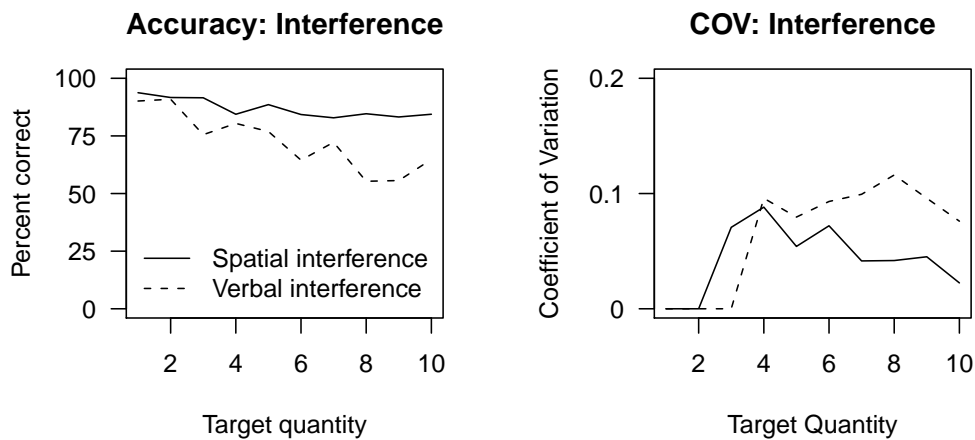 Accuracy: Interference
Percent correct
100
75
50
25
0
Spatial interference
Verbal interference
2 4 6 8 10
Target quantity
COV: Interference
Coefficient of Variation
0.2
0.1
0
2 4 6 8 10
Target Quantity